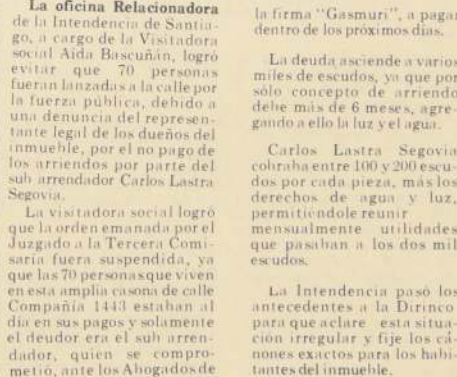 La oficina Relacionadora
de la Intendencia de Santia-
go, a cargo de la Visitadora
social Aida Bascuñán, logró
evitar que 70 personas
fueran lanzadas a la calle por
la fuerza pública, debido a
una denuncia del represen-
tante legal de los dueños del
inmueble, por el no pago de
los arriendos por parte del
sub arrendador Carlos Lastra
Segovia.
La visitadora social logró
que la orden emanada por el
Juzgado a la Tercera Comi-
saría fuera suspendida, ya
que las 70 personas que viven
en esta amplia casona de calle
Compañía 1443 estaban al
día en sus pagos y solamente
el deudor era el sub arren-
dador, quien se compro-
metió, ante los Abogados de
la firma "Gasmuri", a pagar
dentro de los próximos días.
La deuda asciende a varios
miles de escudos, ya que por
sólo concepto de arriendo
debe más de 6 meses, agre-
gando a ello la luz y el agua.
Carlos Lastra Segovia
cobraba entre 100 y 200 escu-
dos por cada pieza, más los
derechos de agua y luz,
permitiéndole reunir
mensualmente utilidades
que pasaban a los dos mil
escudos.
La Intendencia pasó los
antecedentes a la Dirinco
para que aclare esta situa-
ción irregular y fije los cá-
nones exactos para los habi-
tantes del inmueble.